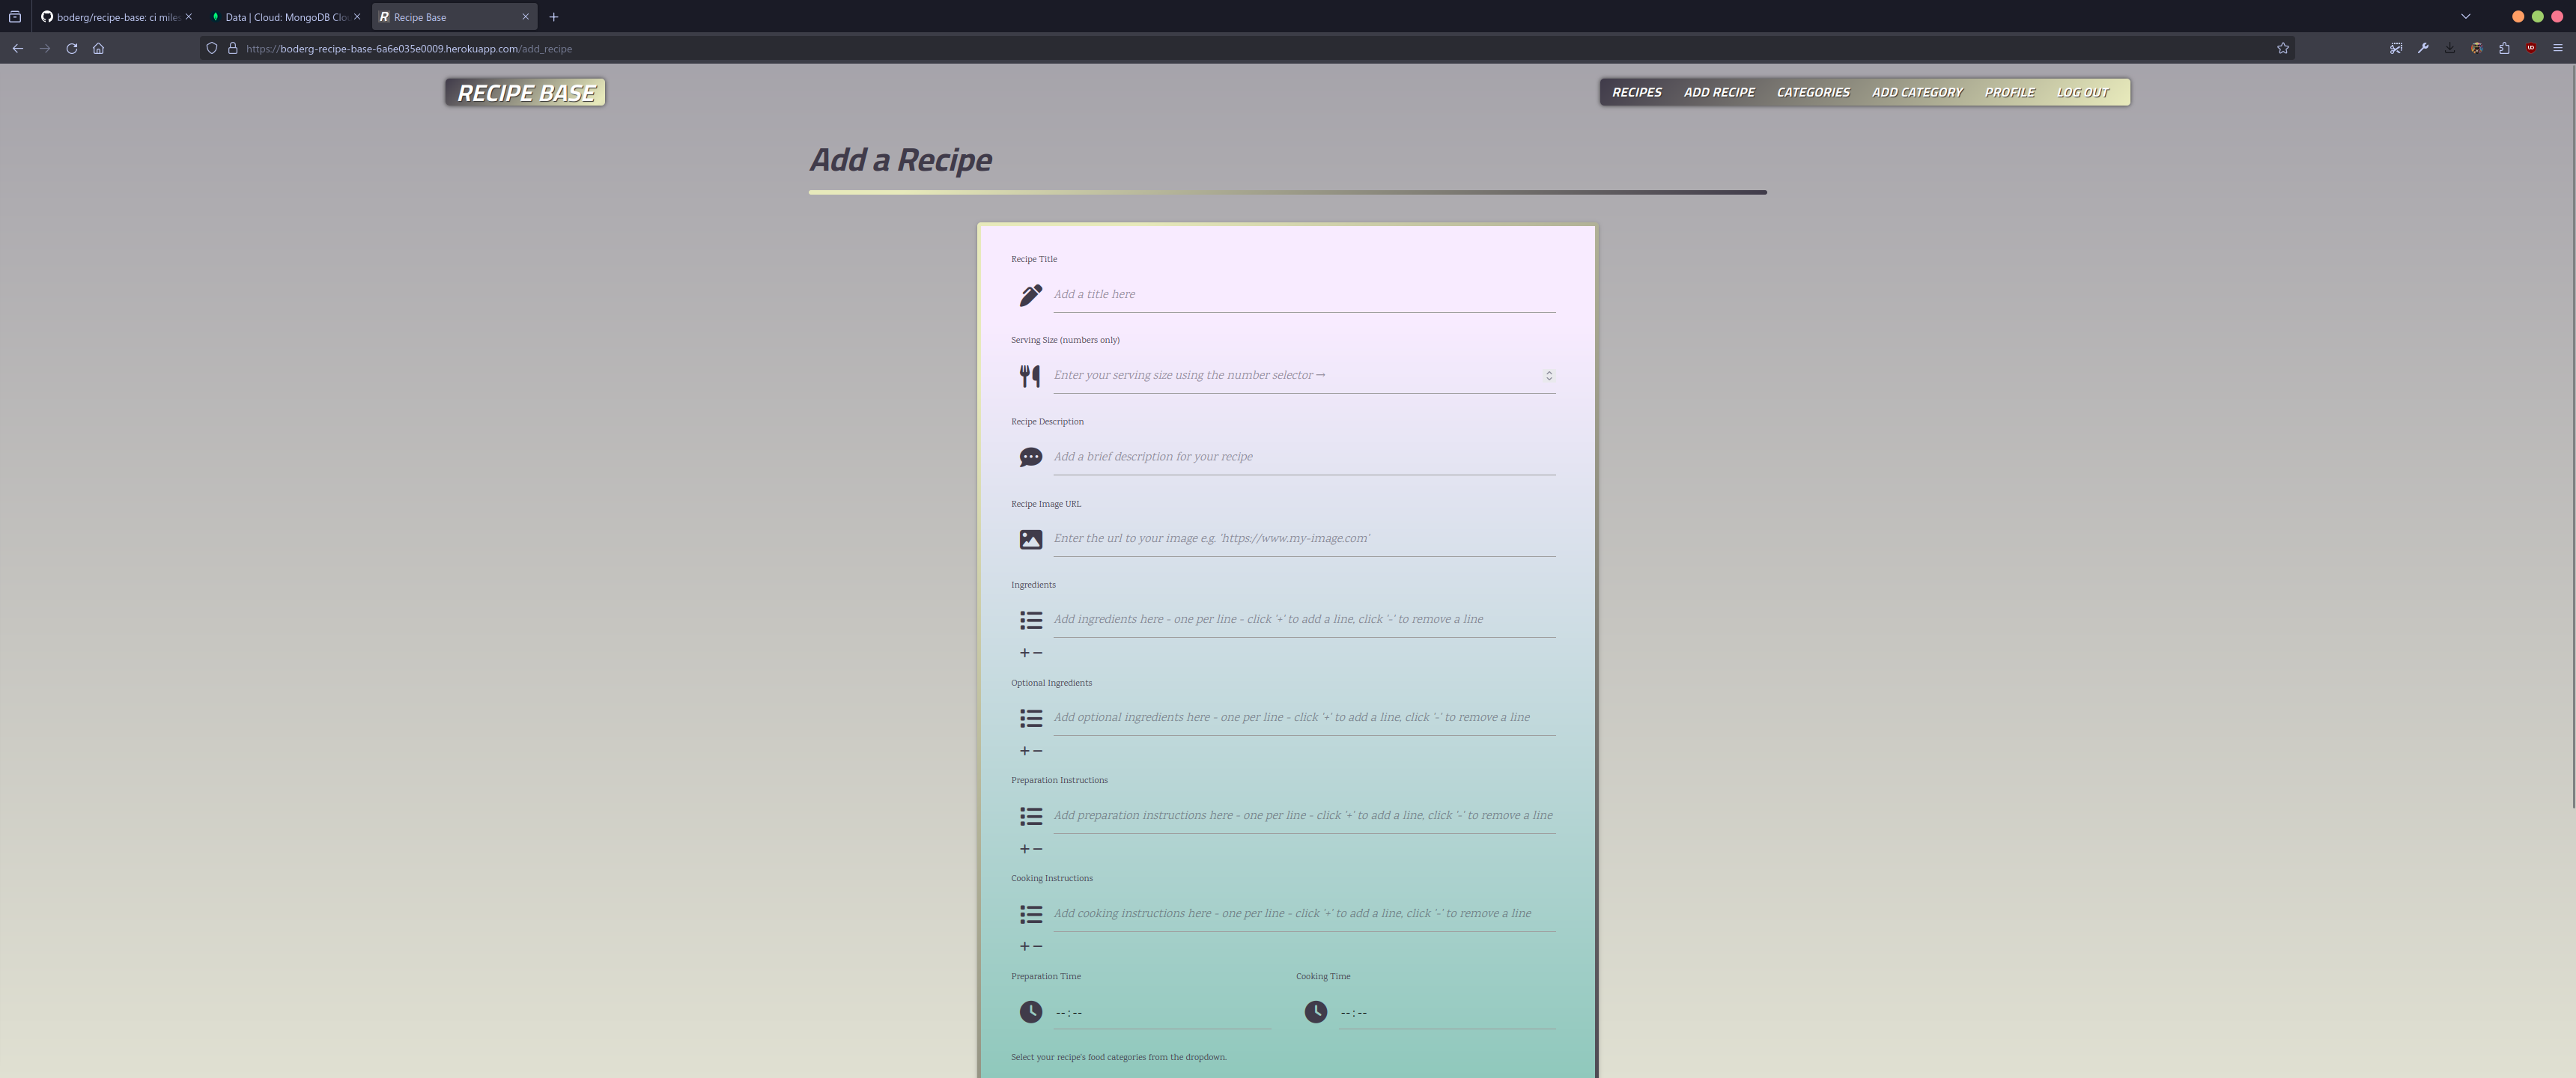 boderg/recipe-base: ci miles
Data | Cloud: MongoDB Clo
Recipe Base
https://boderg-recipe-base-6a6e035e0009.herokuapp.com/add_recipe
RECIPE BASE
RECIPES ADD RECIPE CATEGORIES ADD CATEGORY PROFILE LOG OUT
Add a Recipe
Recipe Title
Add a title here
Serving Size (numbers only)
Enter your serving size using the number selector →
Recipe Description
Add a brief description for your recipe
Recipe Image URL
Enter the url to your image e.g. 'https://www.my-image.com'
Ingredients
Add ingredients here - one per line - click '+' to add a line, click '-' to remove a line
+ −
Optional Ingredients
Add optional ingredients here - one per line - click '+' to add a line, click '-' to remove a line
+ −
Preparation Instructions
Add preparation instructions here - one per line - click '+' to add a line, click '-' to remove a line
+ −
Cooking Instructions
Add cooking instructions here - one per line - click '+' to add a line, click '-' to remove a line
+ −
Preparation Time Cooking Time
--:-- --:--
Select your recipe's food categories from the dropdown.